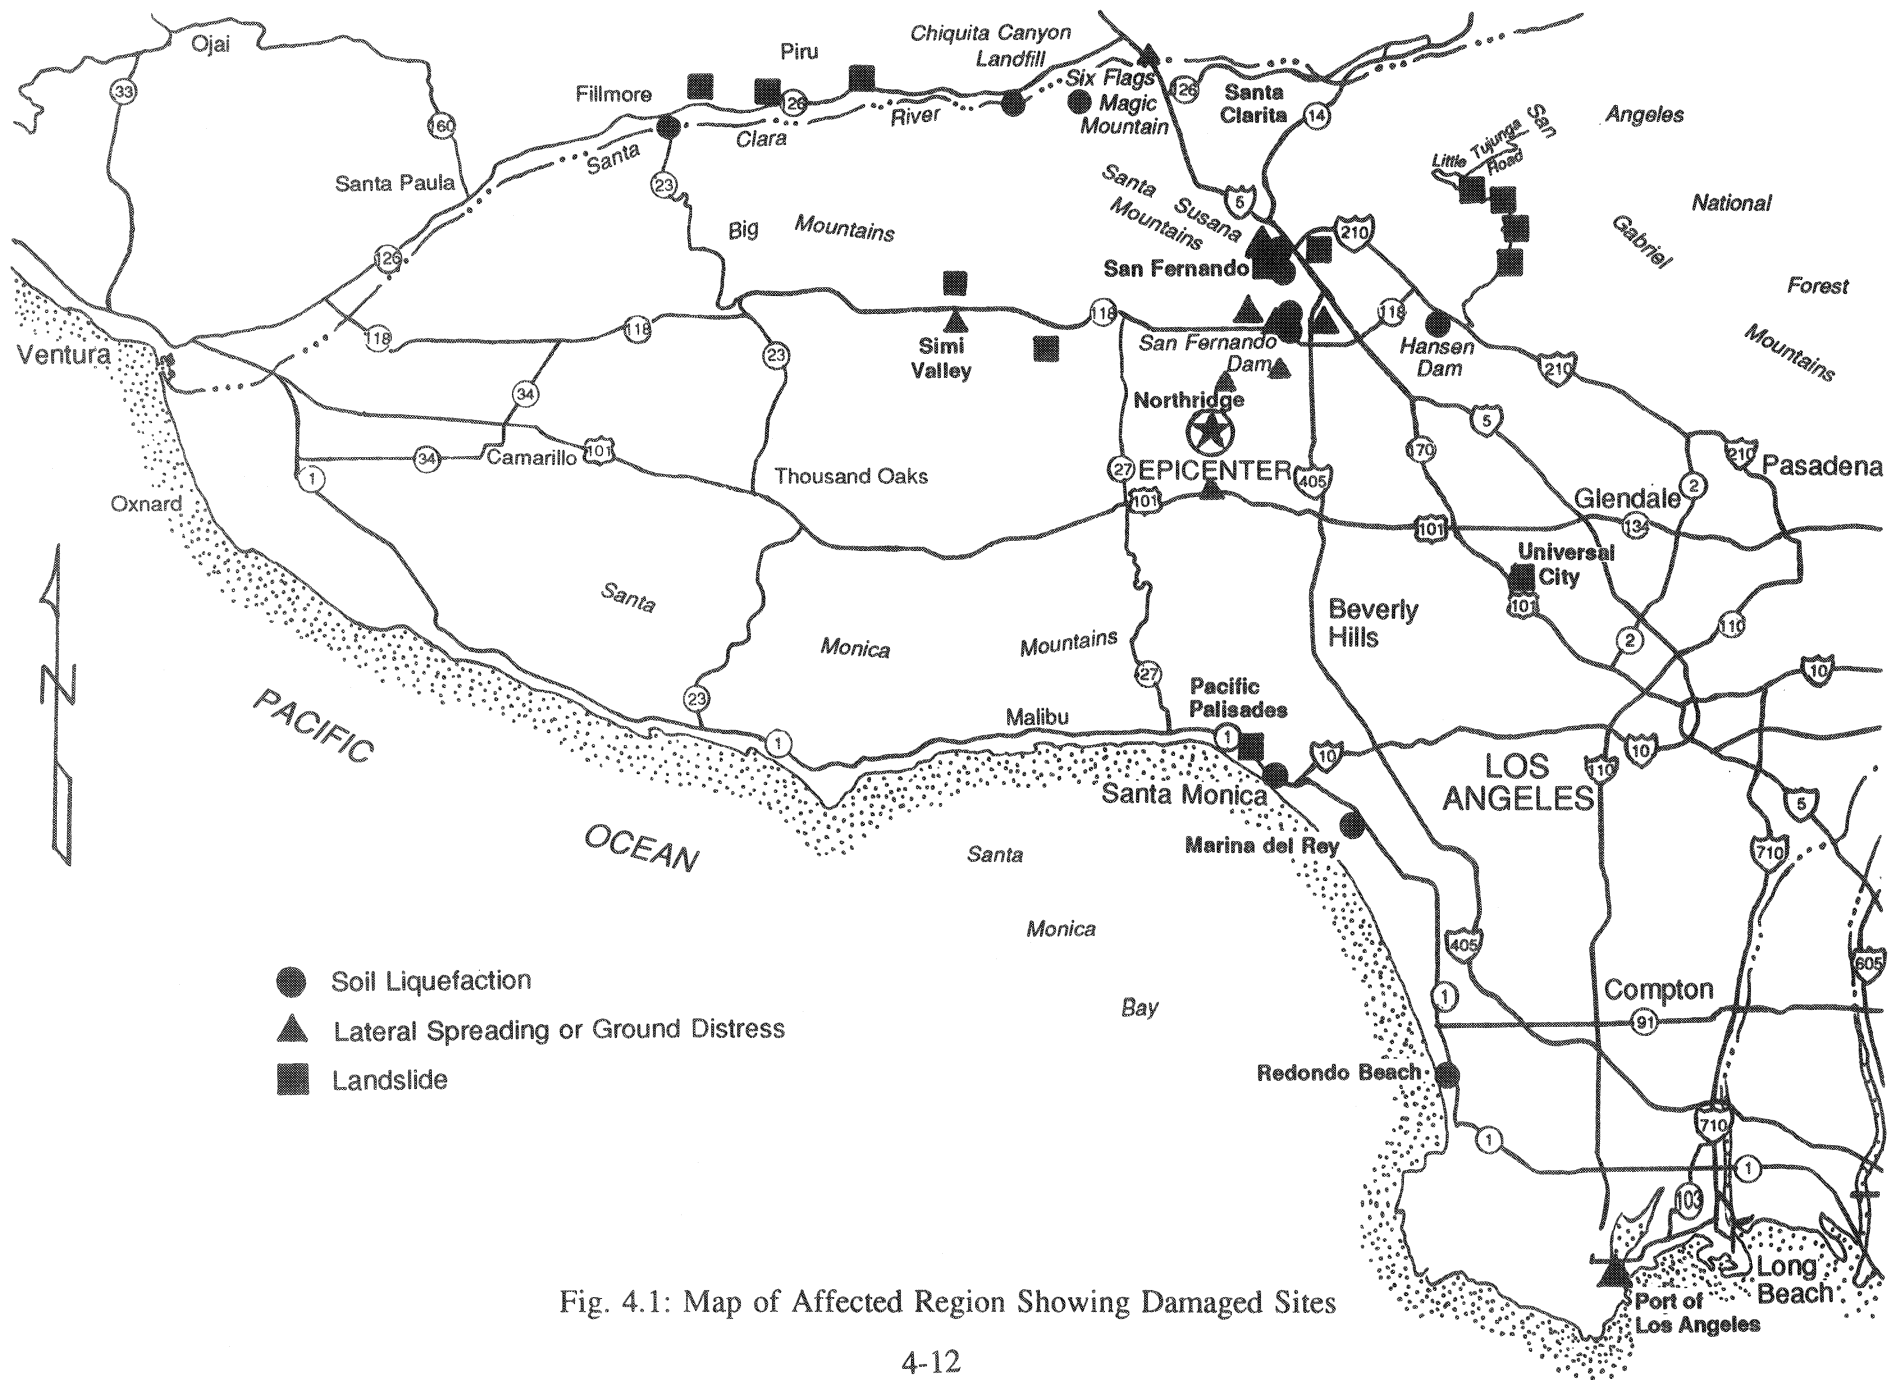 Ojai
Piru
Chiquita Canyon
Landfill
33
Fillmore
126
Six Flags
Magic
Mountain
126
Santa
Clarita
14
Angeles
160
Santa
Clara
River
San
Little Tujunga
Road
Santa Paula
23
Santa
Susana
Mountains
5
National
Big
Mountains
210
Gabriel
126
San Fernando
Forest
118
118
118
118
Ventura
Simi
Valley
San Fernando
Dam
Hansen
Dam
Mountains
23
210
34
Northridge
5
34
Camarillo
101
170
210
Pasadena
1
Thousand Oaks
27
EPICENTER
405
2
Oxnard
101
Glendale
101
134
Universal
City
101
Santa
Beverly
Hills
N
Monica
Mountains
2
110
27
10
23
Pacific
Palisades
PACIFIC
Malibu
1
1
10
10
LOS
ANGELES
110
Santa Monica
5
OCEAN
Marina del Rey
Santa
710
Monica
405
605
Soil Liquefaction
Bay
1
Compton
Lateral Spreading or Ground Distress
91
Landslide
Redondo Beach
710
1
1
103
Long
Beach
Port of
Los Angeles
Fig. 4.1: Map of Affected Region Showing Damaged Sites
4-12